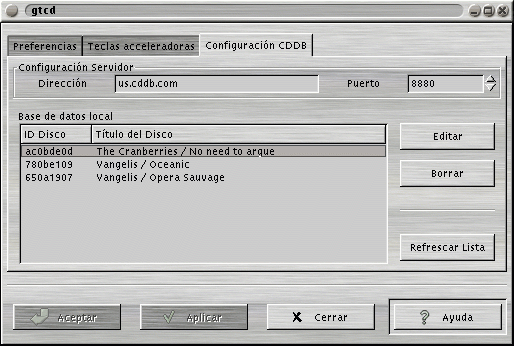 gtcd
Preferencias Teclas acceleradoras Configuración CDDB
Configuración Servidor
Dirección us.cddb.com Puerto 8880
Base de datos local
ID Disco Título del Disco
ac0bde0d The Cranberries / No need to arque
780be109 Vangelis / Oceanic
650a1907 Vangelis / Opera Sauvage
Editar
Borrar
Refrescar Lista
Aceptar Aplicar Cerrar Ayuda